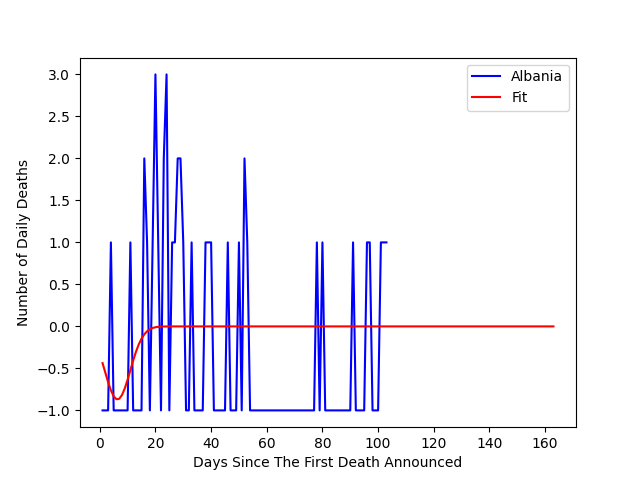 Albania
Fit
3.0
2.5
2.0
1.5
1.0
0.5
0.0
−0.5
−1.0
Number of Daily Deaths
0 20 40 60 80 100 120 140 160
Days Since The First Death Announced